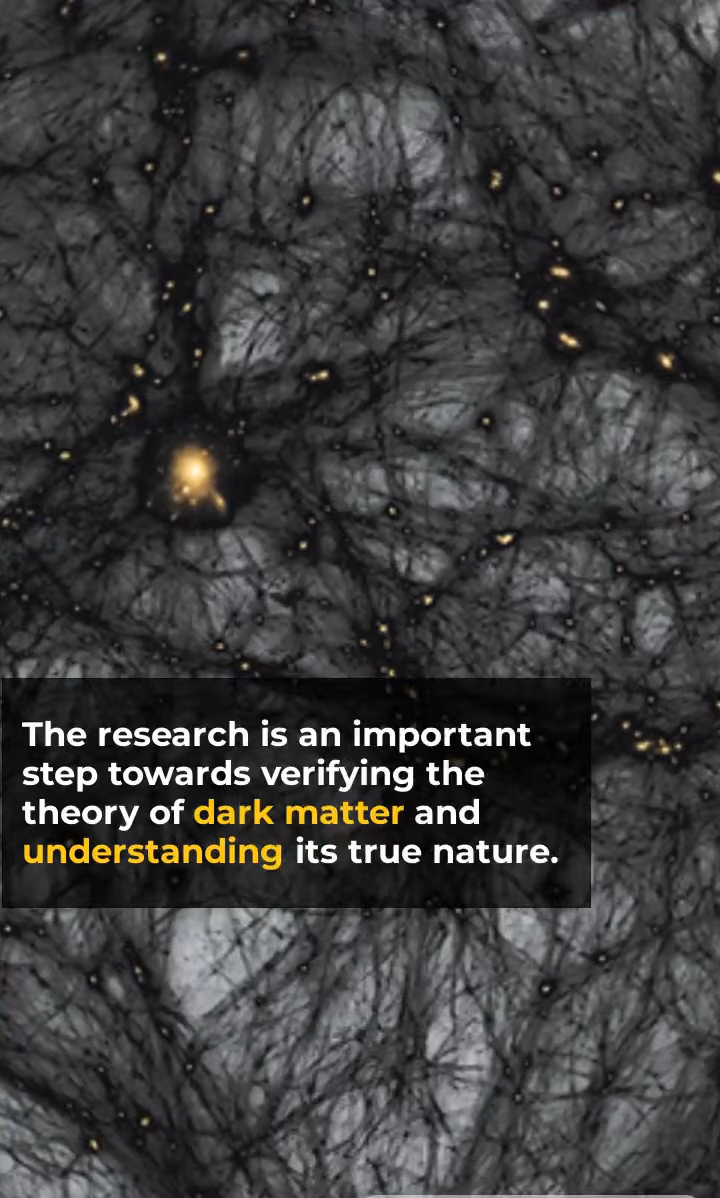 The research is an important
step towards verifying the
theory of dark matter and
understanding its true nature.